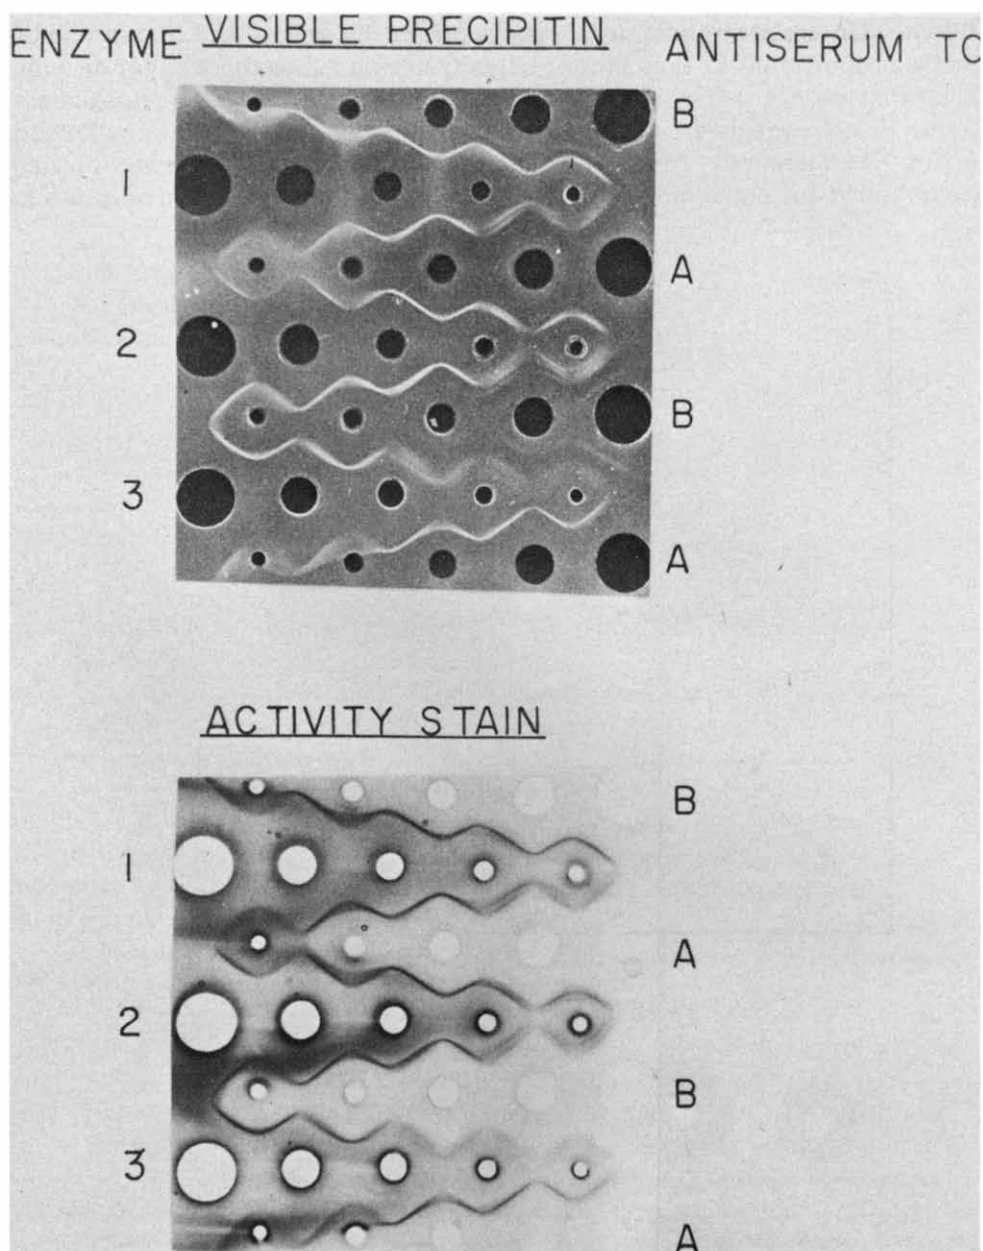 ENZYME VISIBLE PRECIPITIN ANTISERUM TO
B
1
A
2
B
3
A
ACTIVITY STAIN
B
1
A
2
B
3
A